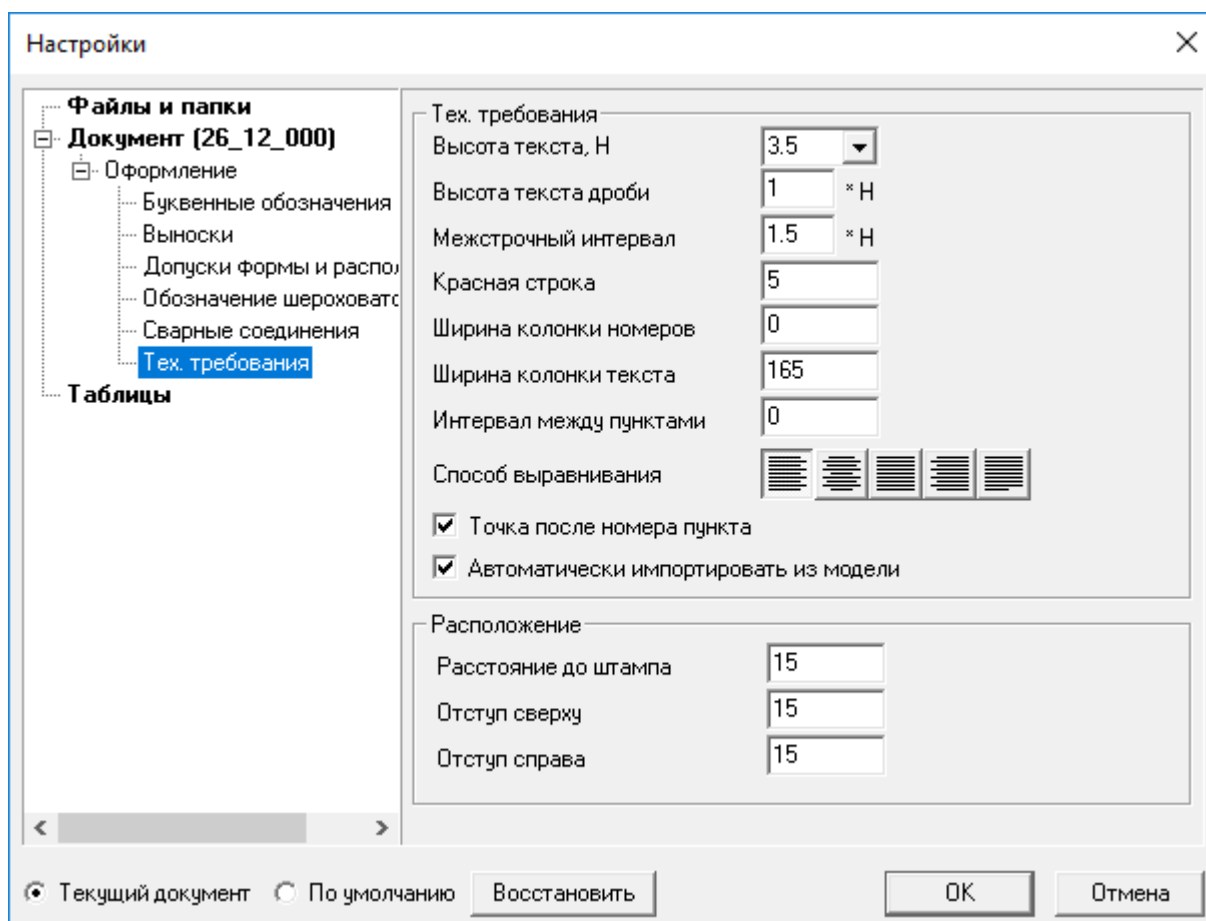 Настройки
Файлы и папки
Документ (26_12_000)
Оформление
Буквенные обозначения
Выноски
Допуски формы и распо
Обозначение шероховатс
Сварные соединения
Тех. требования
Таблицы
Тех. требования
Высота текста, Н 3.5
Высота текста дроби 1 * Н
Межстрочный интервал 1.5 * Н
Красная строка 5
Ширина колонки номеров 0
Ширина колонки текста 165
Интервал между пунктами 0
Способ выравнивания
Точка после номера пункта
Автоматически импортировать из модели
Расположение
Расстояние до штампа 15
Отступ сверху 15
Отступ справа 15
Текущий документ По умолчанию Восстановить OK Отмена